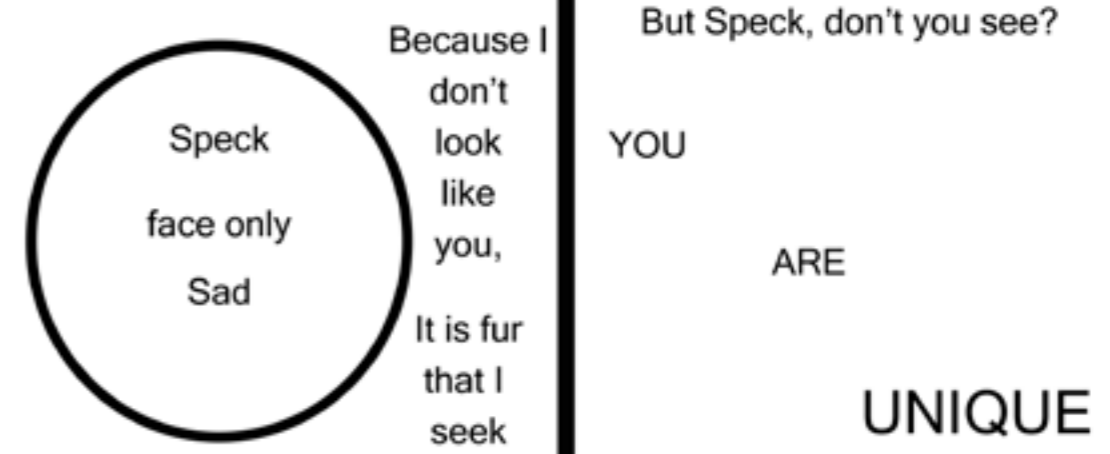 Speck
face only
Sad
Because I
don’t
look
like
you,
It is fur
that I
seek
But Speck, don’t you see?
YOU
ARE
UNIQUE